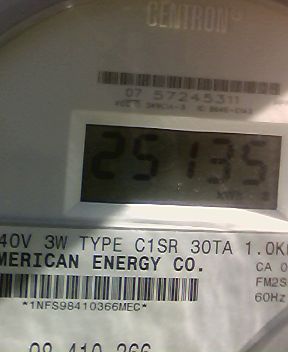 CENTRON
07 57245311
25135
40V 3W TYPE C1SR 30TA 1.0K
MERICAN ENERGY CO.
CA 0
FM2S
*1NFS98410366MEC*
60Hz
98 410 366